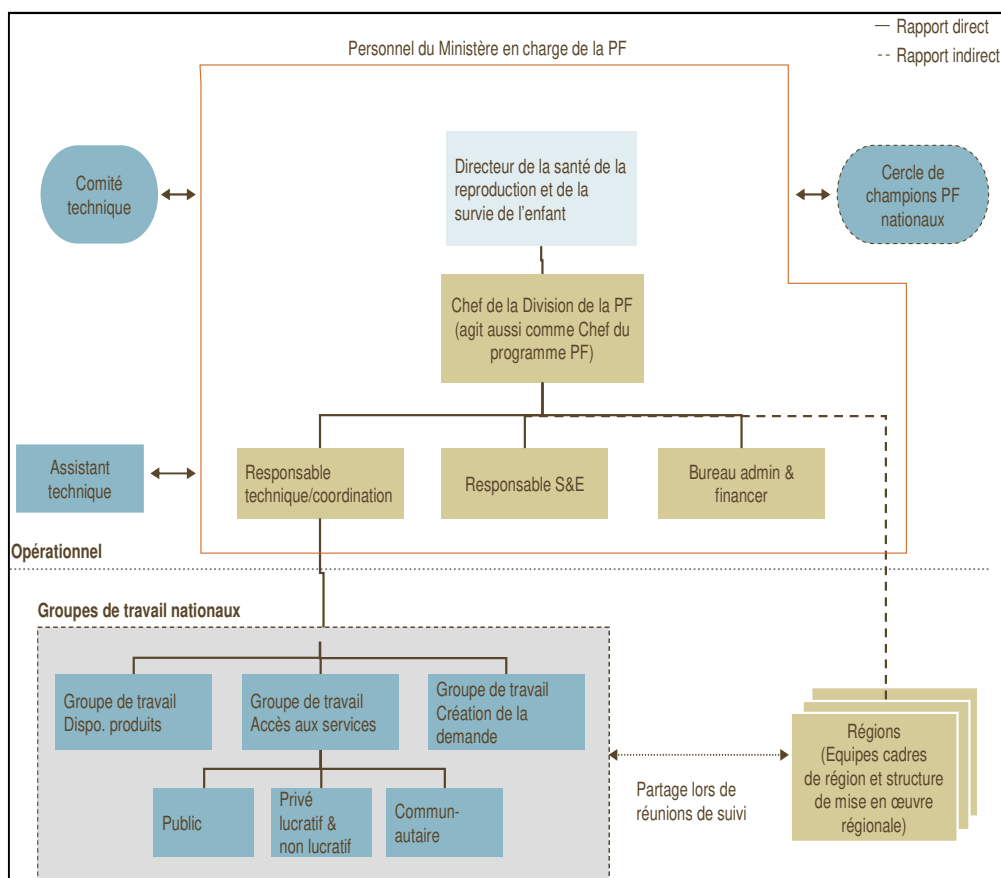 Rapport direct
Rapport indirect
Personnel du Ministère en charge de la PF
Comité
technique
Directeur de la santé de la
reproduction et de la
survie de l'enfant
Cercle de
champions PF
nationaux
Chef de la Division de la PF
(agit aussi comme Chef du
programme PF)
Assistant
technique
Responsable
technique/coordination
Responsable S&E
Bureau admin &
financer
Opérationnel
Groupes de travail nationaux
Groupe de travail
Dispo. produits
Groupe de travail
Accès aux services
Groupe de travail
Création de la
demande
Public
Privé
lucratif &
non lucratif
Commun-
autaire
Partage lors de
réunions de suivi
Régions
(Equipes cadres
de région et structure
de mise en œuvre
régionale)